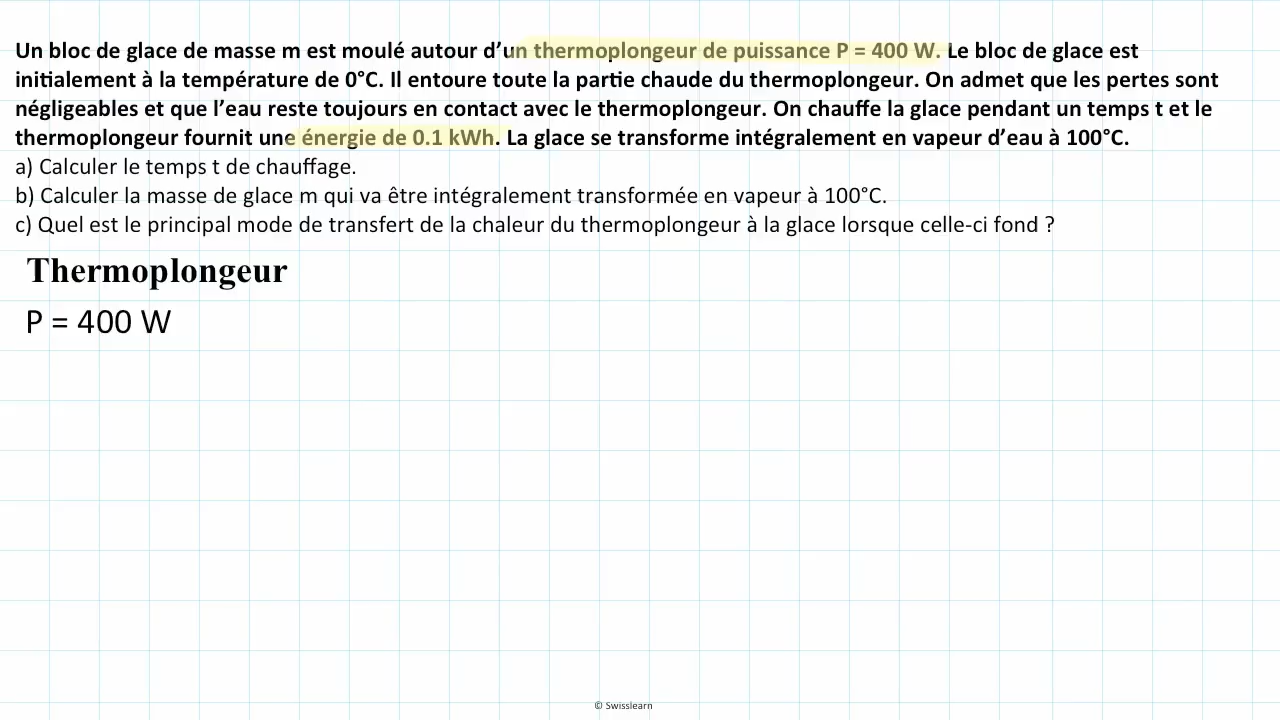 Un bloc de glace de masse m est moulé autour d’un thermoplongeur de puissance P = 400 W. Le bloc de glace est
initialement à la température de 0°C. Il entoure toute la partie chaude du thermoplongeur. On admet que les pertes sont
négligeables et que l’eau reste toujours en contact avec le thermoplongeur. On chauffe la glace pendant un temps t et le
thermoplongeur fournit une énergie de 0.1 kWh. La glace se transforme intégralement en vapeur d’eau à 100°C.
a) Calculer le temps t de chauffage.
b) Calculer la masse de glace m qui va être intégralement transformée en vapeur à 100°C.
c) Quel est le principal mode de transfert de la chaleur du thermoplongeur à la glace lorsque celle-ci fond ?
Thermoplongeur
P = 400 W
© Swisslearn